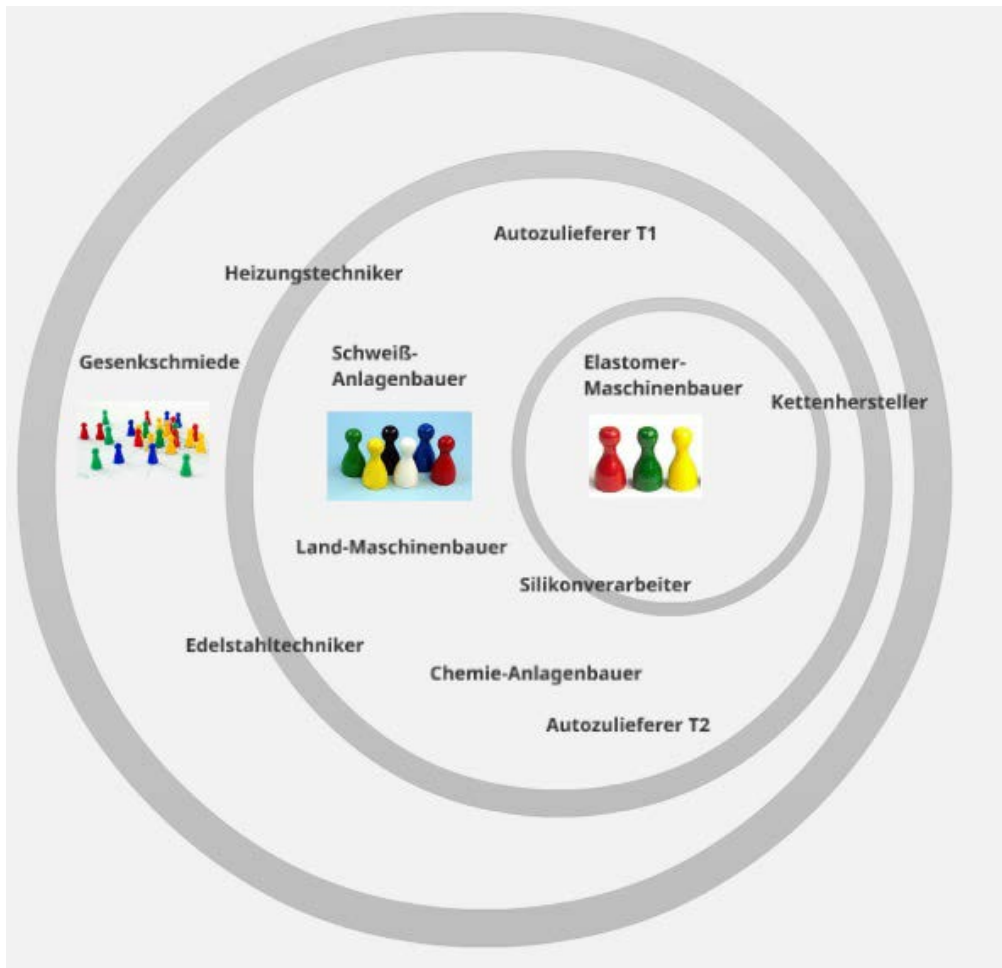 Autozulieferer T1
Heizungstechniker
Gesenkschmiede
Schweiß-
Anlagenbauer
Elastomer-
Maschinenbauer
Kettenhersteller
Land-Maschinenbauer
Silikonverarbeiter
Edelstahltechniker
Chemie-Anlagenbauer
Autozulieferer T2